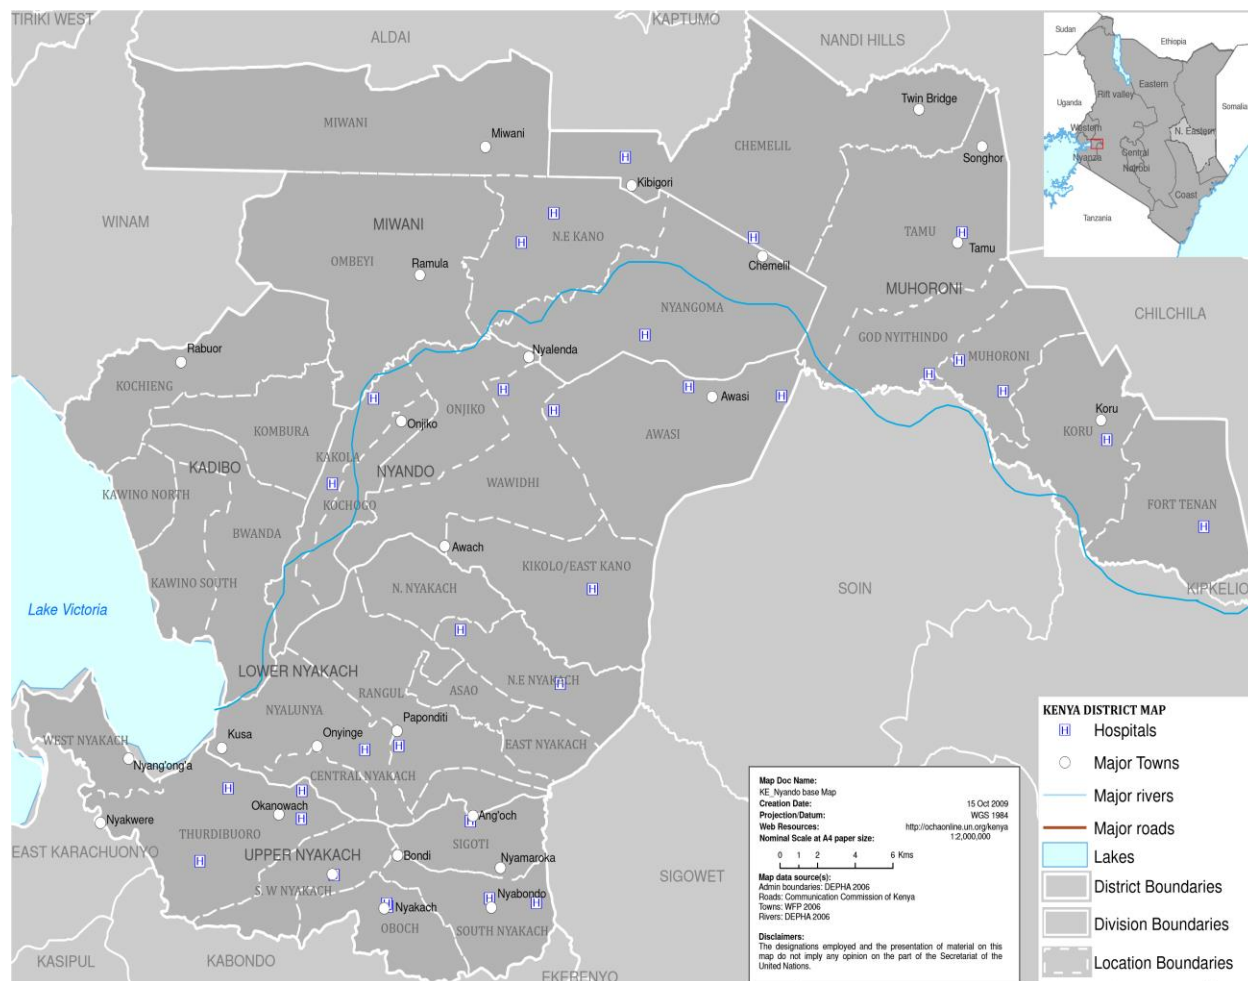 TIRIKI WEST
ALDAI
KAPTUMO
NANDI HILLS
Sudan
Ethiopia
Eastern
Rift valley
Uganda
Somalia
Western
N. Eastern
Central
Nyanza
Nairobi
Coast
Tanzania
Twin Bridge
MIWANI
Miwani
CHEMELIL
Songhor
Kibigori
WINAM
MIWANI
N.E KANO
TAMU
Tamu
OMBEYI
Ramula
Chemelil
MUHORONI
NYANGOMA
CHILCHILA
GOD NYITHINDO
Rabuor
Nyalenda
MUHORONI
KOCHIENG
Awasi
ONJIKO
Koru
Onjiko
KOMBURA
AWASI
KORU
KAKOLA
KADIBO
NYANDO
WAWIDHI
KAWINO NORTH
KOCHOGO
FORT TENAN
BWANDA
Awach
KIKOLO/EAST KANO
KAWINO SOUTH
N. NYAKACH
SOIN
KIPKELIO
Lake Victoria
LOWER NYAKACH
N.E NYAKACH
RANGUL
ASAO
NYALUNYA
Paponditi
WEST NYAKACH
Kusa
Onyinge
EAST NYAKACH
Nyang'ong'a
CENTRAL NYAKACH
Okanowach
Ang'och
Nyakwere
THURDIBUORO
SIGOTI
EAST KARACHUONYO
UPPER NYAKACH
Bondi
Nyamaroka
SIGOWET
S. W NYAKACH
Nyabondo
Nyakach
OBOCH
SOUTH NYAKACH
KASIPUL
KABONDO
EKERENYO
KENYA DISTRICT MAP
H Hospitals
Major Towns
Major rivers
Major roads
Lakes
District Boundaries
Division Boundaries
Location Boundaries
Map Doc Name:
KE_Nyando base Map
Creation Date: 15 Oct 2009
Projection/Datum: WGS 1984
Web Resources: http://ochaonline.un.org/kenya
Nominal Scale at A4 paper size: 1:2,000,000
0 1 2 4 6 Kms
Map data source(s):
Admin boundaries: DEPHA 2006
Roads: Communication Commission of Kenya
Towns: WFP 2006
Rivers: DEPHA 2006
Disclaimers:
The designations employed and the presentation of material on this
map do not imply any opinion on the part of the Secretariat of the
United Nations.